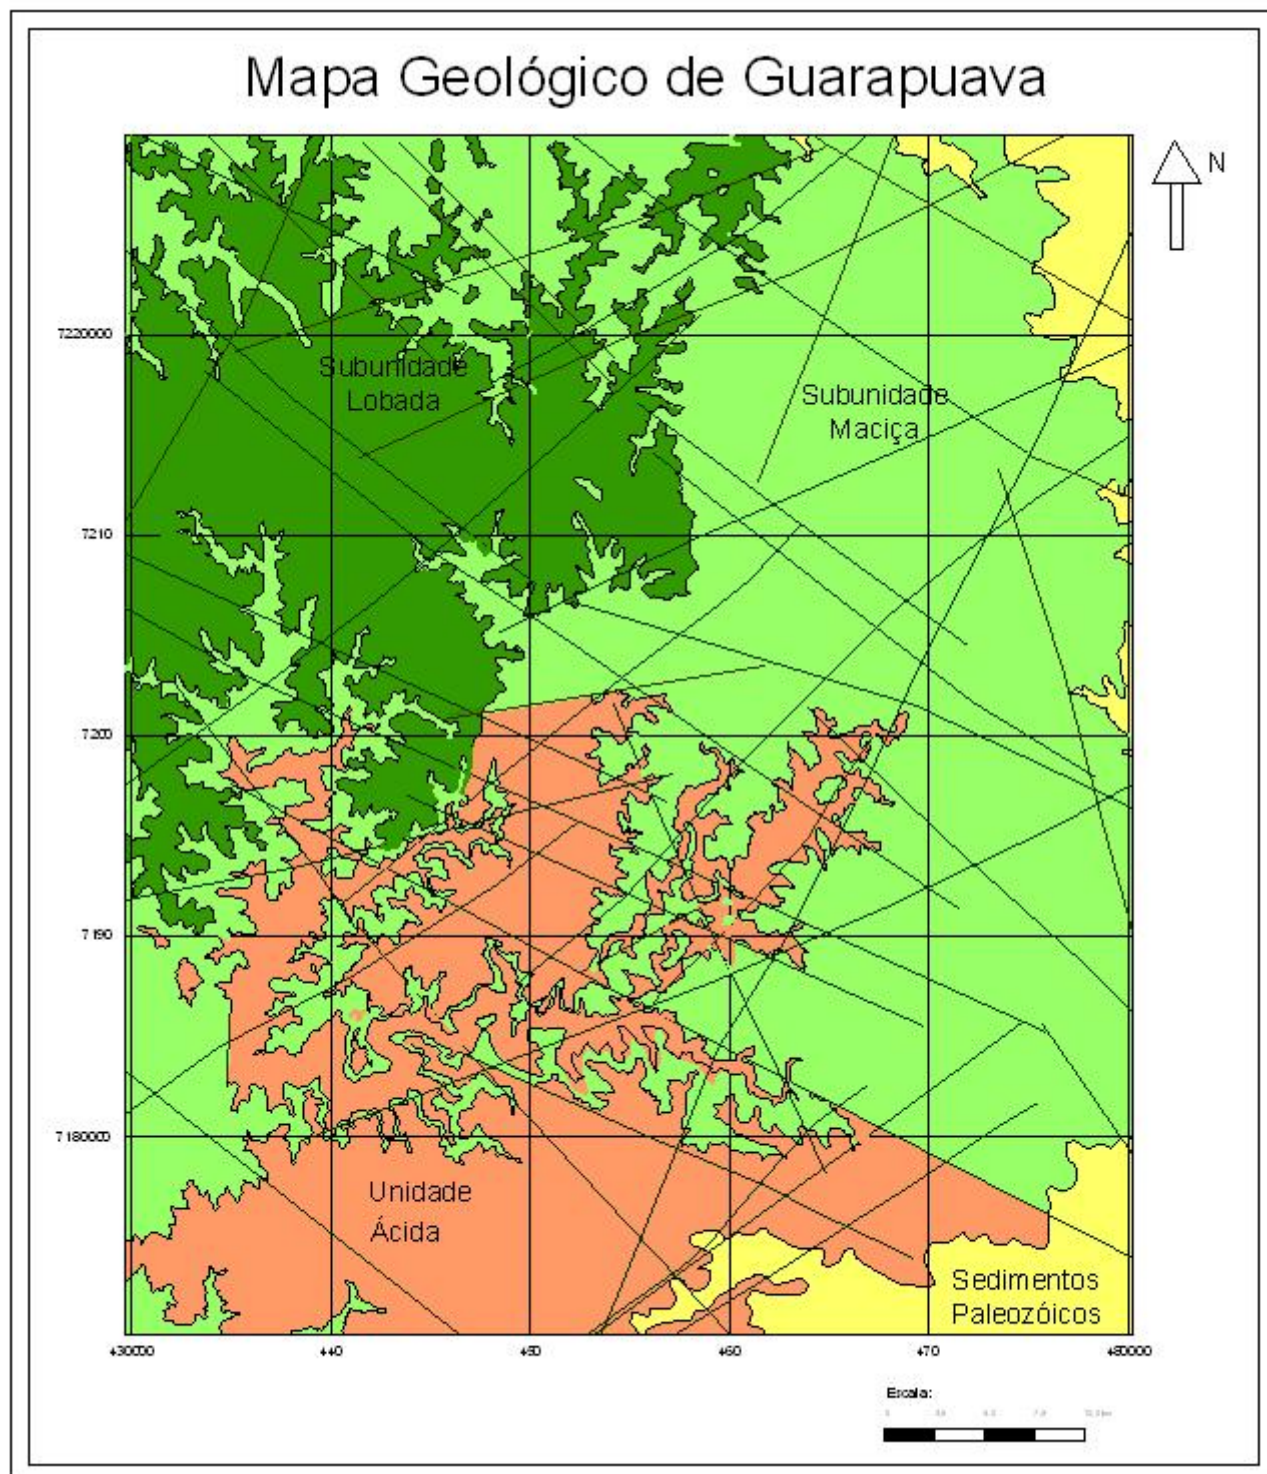 Mapa Geológico de Guarapuava
N
7220000
Subunidade
Lobada
Subunidade
Maciça
7210
7200
7190
7180000
Unidade
Ácida
Sedimentos
Paleozóicos
430000 440 450 460 470 480000
Escala: